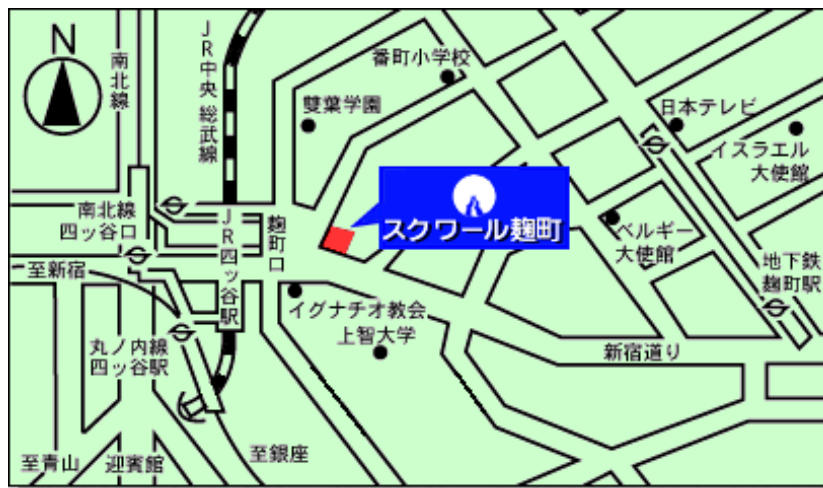 N
南北線
JR中央 総武線
番町小学校
雙葉学園
日本テレビ
イスラエル
大使館
南北線
四ッ谷口
JR四ッ谷駅
麹町口
スクワール麹町
ベルギー
大使館
至新宿
地下鉄
麹町駅
イグナチオ教会
上智大学
新宿通り
丸ノ内線
四ッ谷駅
至青山
迎賓館
至銀座